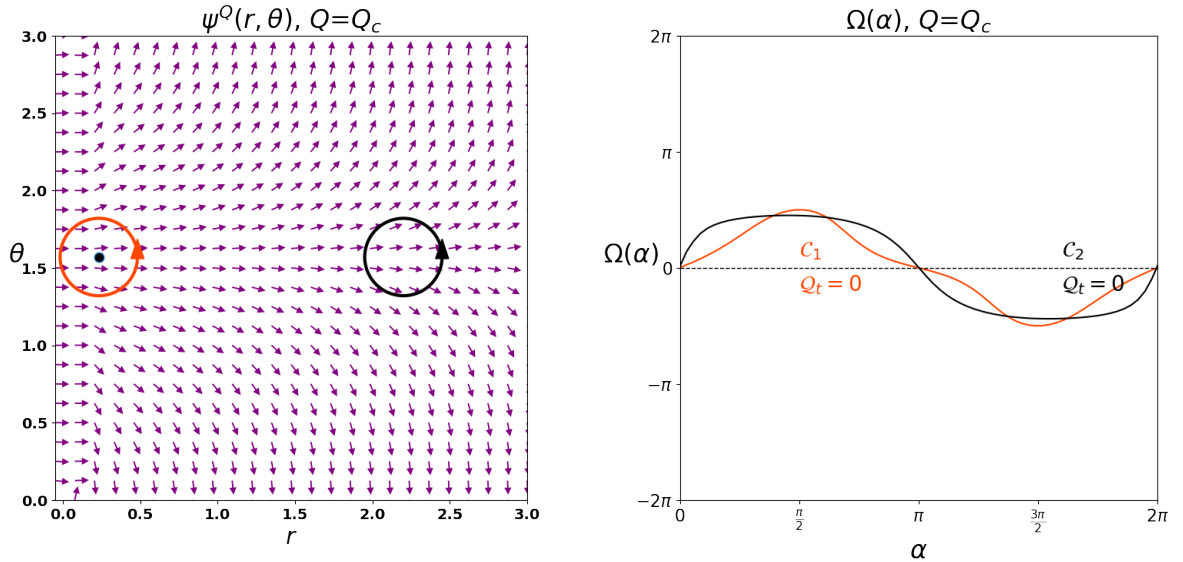 ψ^Q(r, θ), Q=Q_c
3.0
2.5
2.0
θ 1.5
1.0
0.5
0.0
0.0 0.5 1.0 1.5 2.0 2.5 3.0
r
Ω(α), Q=Q_c
2π
π
Ω(α) 0
−π
−2π
𝒞_1 𝒞_2
𝒬_t = 0 𝒬_t = 0
0 π/2 π 3π/2 2π
α